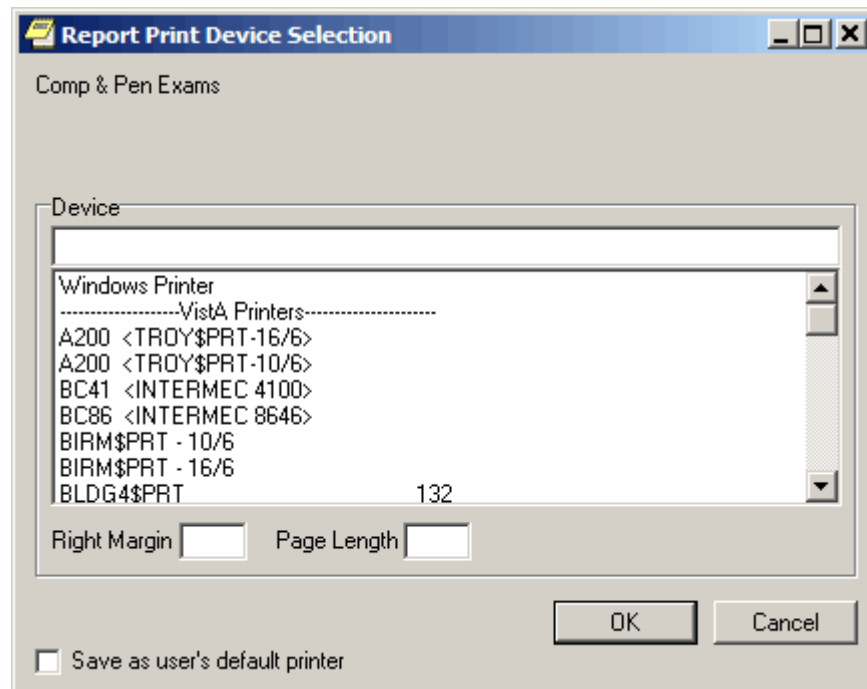 Report Print Device Selection
Comp & Pen Exams
Device
Windows Printer
--------------------VistA Printers----------------------
A200 <TROY$PRT-16/6>
A200 <TROY$PRT-10/6>
BC41 <INTERMEC 4100>
BC86 <INTERMEC 8646>
BIRM$PRT - 10/6
BIRM$PRT - 16/6
BLDG4$PRT 132
Right Margin Page Length
OK Cancel
Save as user's default printer